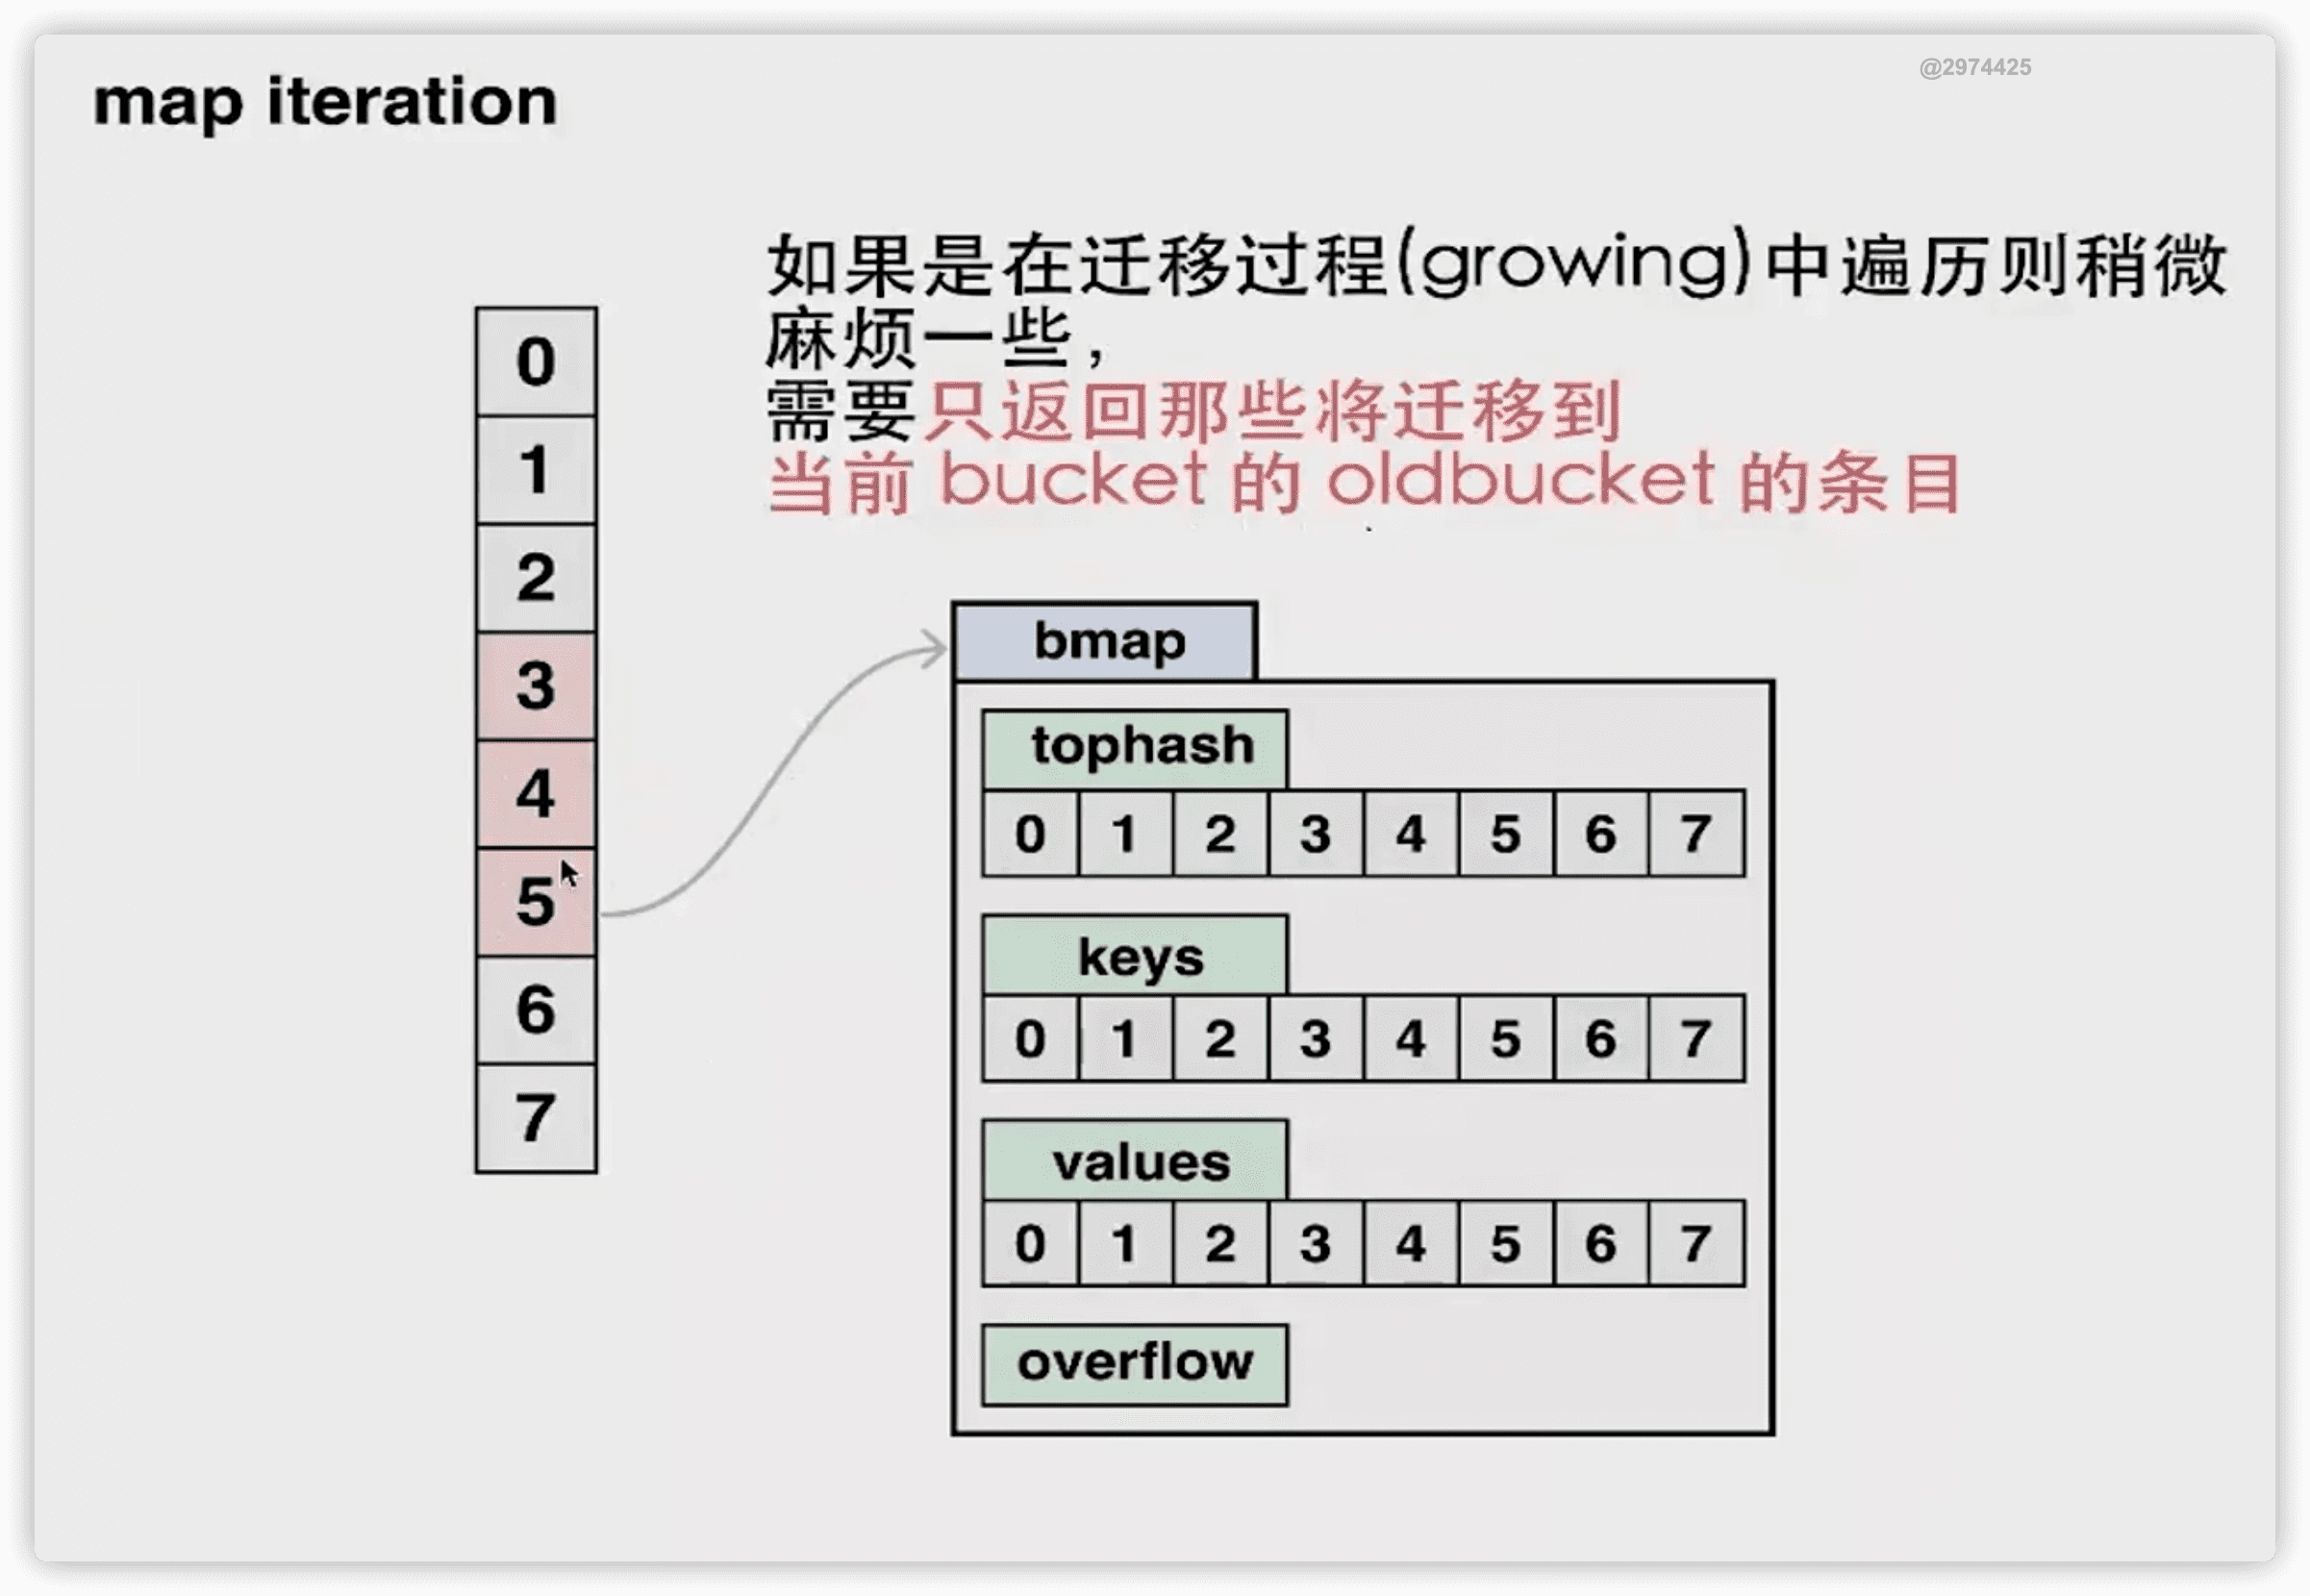 @2974425
map iteration
如果是在迁移过程(growing)中遍历则稍微
麻烦一些，
需要只返回那些将迁移到
当前 bucket 的 oldbucket 的条目
0
1
2
3
4
5
6
7
bmap
tophash
0 1 2 3 4 5 6 7
keys
0 1 2 3 4 5 6 7
values
0 1 2 3 4 5 6 7
overflow